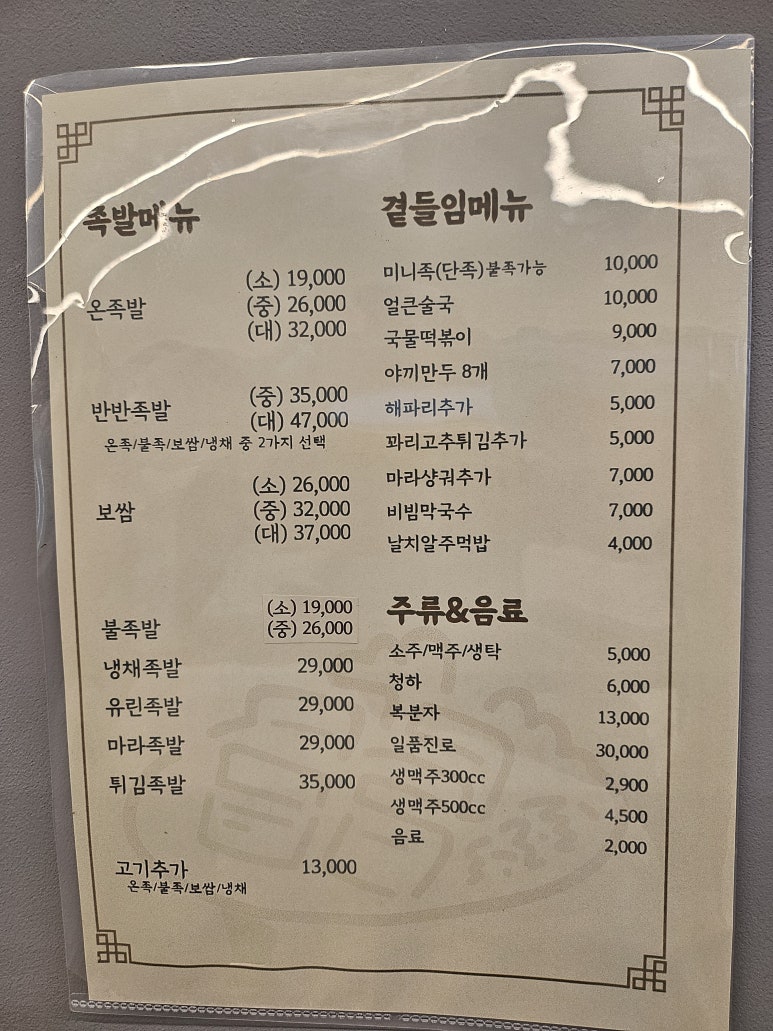 족발메뉴
온족발
(소) 19,000
(중) 26,000
(대) 32,000
반반족발
(중) 35,000
(대) 47,000
온족/불족/보쌈/냉채 중 2가지 선택
보쌈
(소) 26,000
(중) 32,000
(대) 37,000
불족발
(소) 19,000
(중) 26,000
냉채족발 29,000
유린족발 29,000
마라족발 29,000
튀김족발 35,000
고기추가 13,000
온족/불족/보쌈/냉채
곁들임메뉴
미니족(단족)불족가능 10,000
얼큰술국 10,000
국물떡볶이 9,000
야끼만두 8개 7,000
해파리추가 5,000
꽈리고추튀김추가 5,000
마라샹궈추가 7,000
비빔막국수 7,000
날치알주먹밥 4,000
주류&음료
소주/맥주/생탁 5,000
청하 6,000
복분자 13,000
일품진로 30,000
생맥주300cc 2,900
생맥주500cc 4,500
음료 2,000